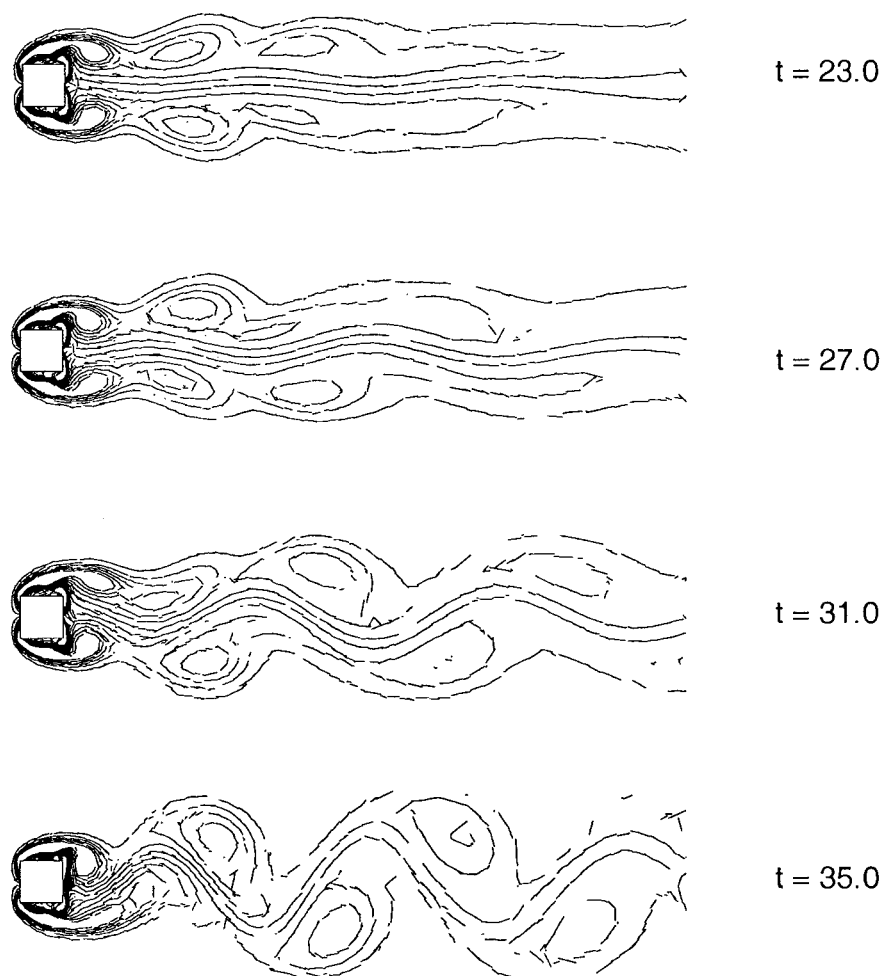 t = 23.0
t = 27.0
t = 31.0
t = 35.0